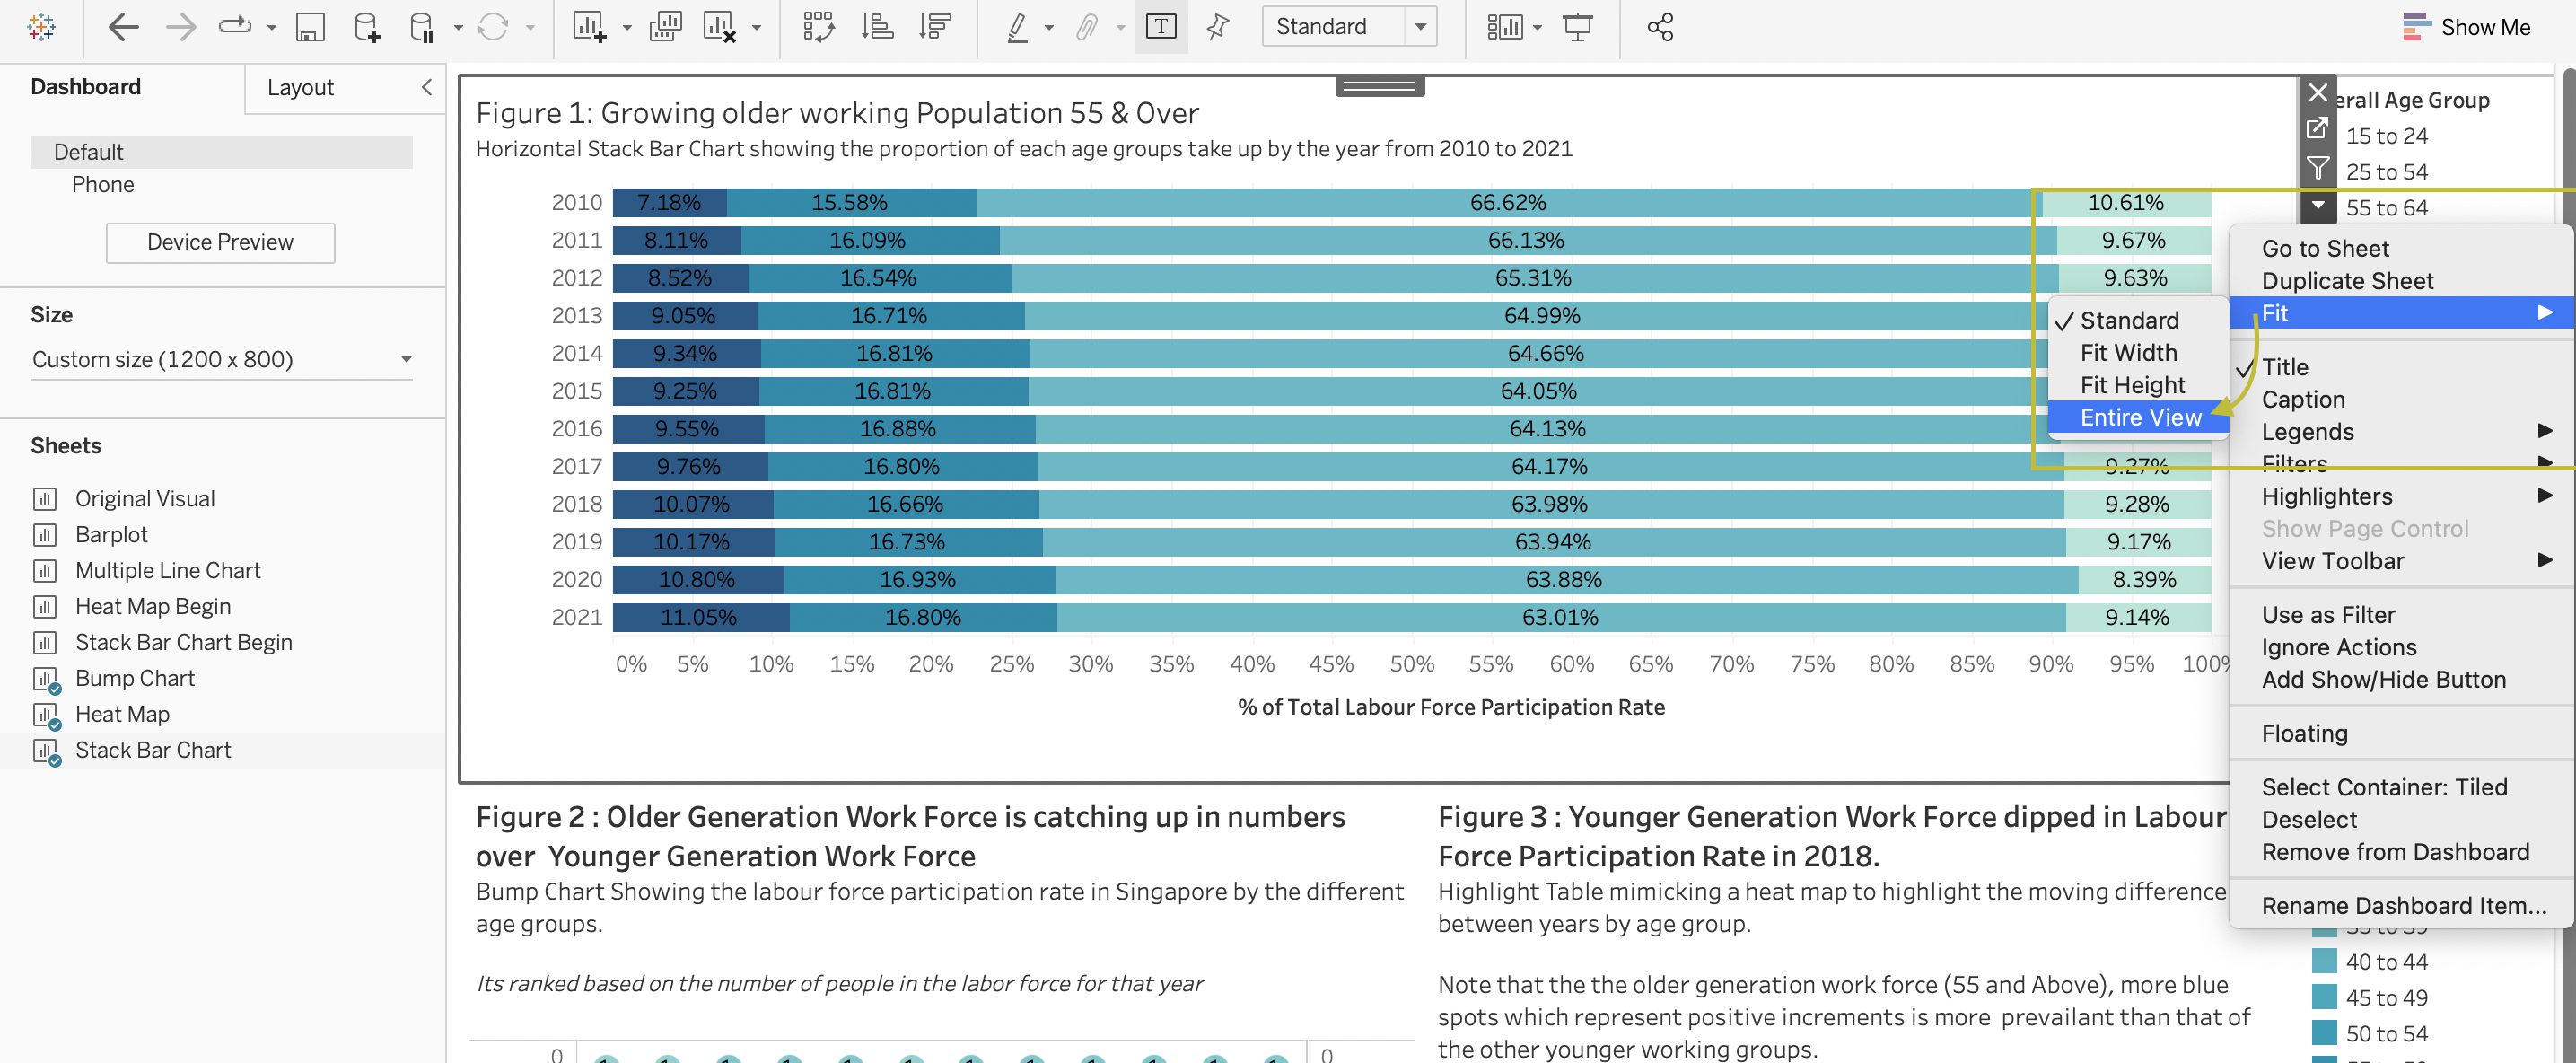 Standard
Show Me
Dashboard
Layout
Default
Phone
Device Preview
Size
Custom size (1200 x 800)
Sheets
Original Visual
Barplot
Multiple Line Chart
Heat Map Begin
Stack Bar Chart Begin
Bump Chart
Heat Map
Stack Bar Chart
Figure 1: Growing older working Population 55 & Over
Horizontal Stack Bar Chart showing the proportion of each age groups take up by the year from 2010 to 2021
2010 7.18% 15.58% 66.62% 10.61%
2011 8.11% 16.09% 66.13% 9.67%
2012 8.52% 16.54% 65.31% 9.63%
2013 9.05% 16.71% 64.99%
2014 9.34% 16.81% 64.66%
2015 9.25% 16.81% 64.05%
2016 9.55% 16.88% 64.13%
2017 9.76% 16.80% 64.17% 9.27%
2018 10.07% 16.66% 63.98% 9.28%
2019 10.17% 16.73% 63.94% 9.17%
2020 10.80% 16.93% 63.88% 8.39%
2021 11.05% 16.80% 63.01% 9.14%
0% 5% 10% 15% 20% 25% 30% 35% 40% 45% 50% 55% 60% 65% 70% 75% 80% 85% 90% 95% 100%
% of Total Labour Force Participation Rate
erall Age Group
15 to 24
25 to 54
55 to 64
Go to Sheet
Duplicate Sheet
Fit
Title
Caption
Legends
Filters
Highlighters
Show Page Control
View Toolbar
Use as Filter
Ignore Actions
Add Show/Hide Button
Floating
Select Container: Tiled
Deselect
Remove from Dashboard
Rename Dashboard Item...
Standard
Fit Width
Fit Height
Entire View
Figure 2 : Older Generation Work Force is catching up in numbers
over Younger Generation Work Force
Bump Chart Showing the labour force participation rate in Singapore by the different
age groups.
Its ranked based on the number of people in the labor force for that year
0
0
Figure 3 : Younger Generation Work Force dipped in Labour
Force Participation Rate in 2018.
Highlight Table mimicking a heat map to highlight the moving difference
between years by age group.
Note that the the older generation work force (55 and Above), more blue
spots which represent positive increments is more prevailant than that of
the other younger working groups.
35 to 39
40 to 44
45 to 49
50 to 54